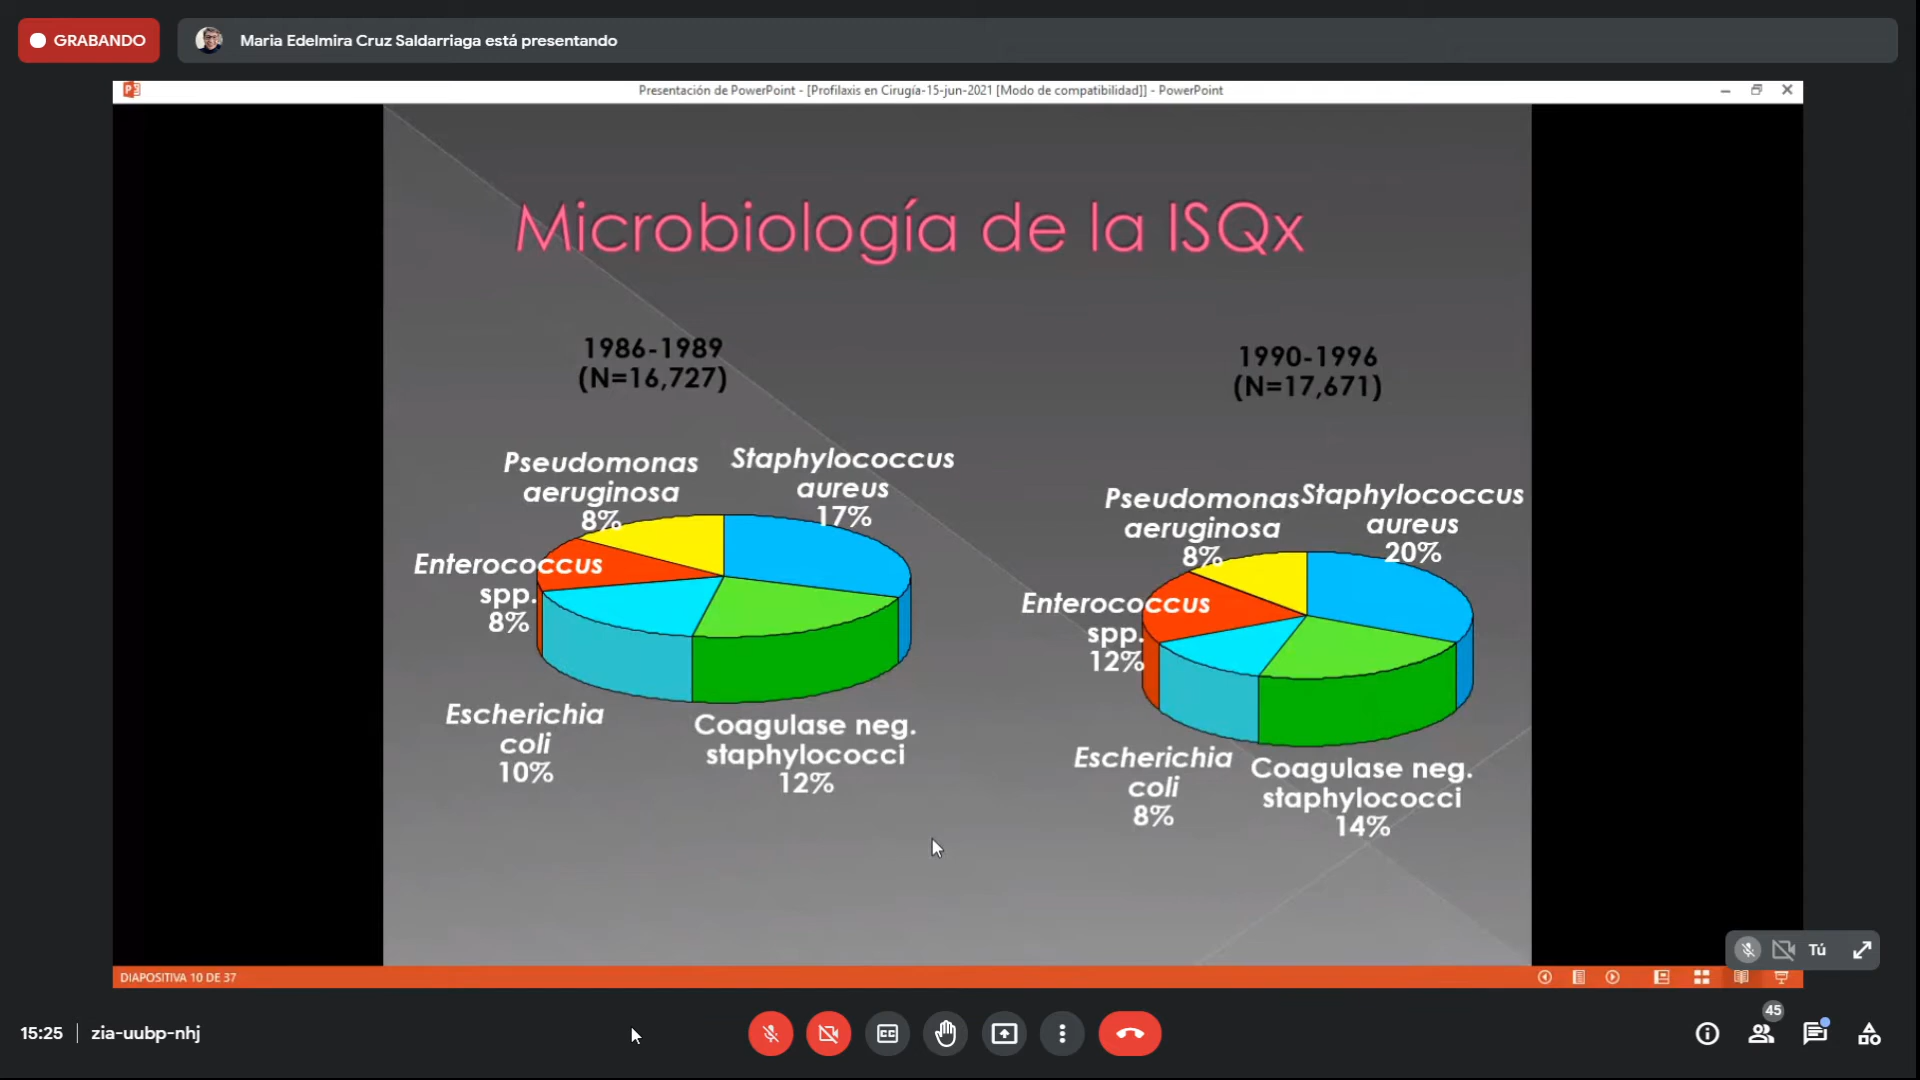 GRABANDO
Maria Edelmira Cruz Saldarriaga está presentando
Presentación de PowerPoint - [Profilaxis en Cirugía-15-jun-2021 [Modo de compatibilidad]] - PowerPoint
Microbiología de la ISQx
1986-1989
(N=16,727)
Pseudomonas
aeruginosa
8%
Staphylococcus
aureus
17%
Enterococcus
spp.
8%
Escherichia
coli
10%
Coagulase neg.
staphylococci
12%
1990-1996
(N=17,671)
Pseudomonas
aeruginosa
8%
Staphylococcus
aureus
20%
Enterococcus
spp.
12%
Escherichia
coli
8%
Coagulase neg.
staphylococci
14%
Tú
DIAPOSITIVA 10 DE 37
15:25
zia-uubp-nhj
CC
45